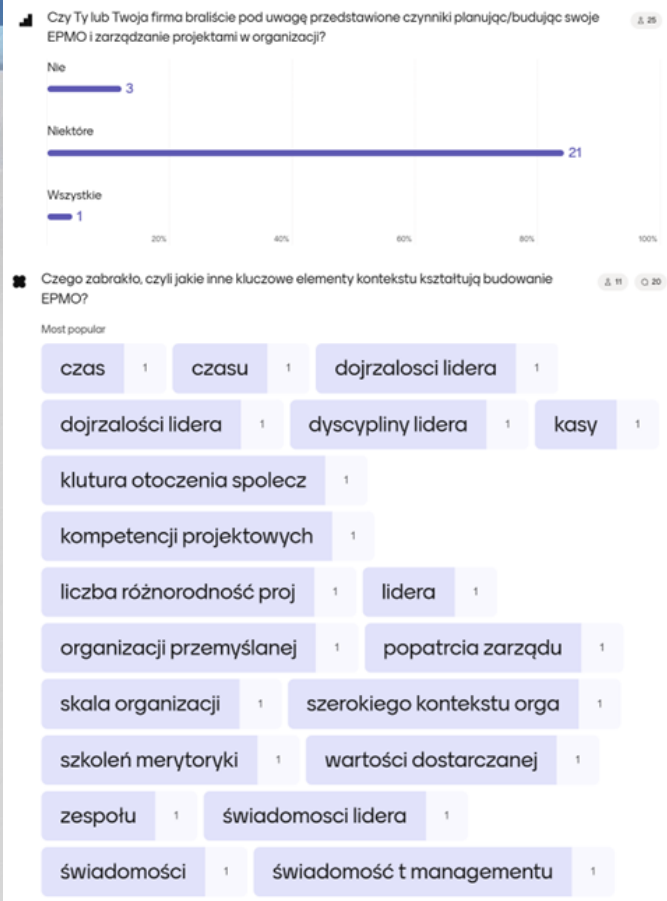 Czy Ty lub Twoja firma braliście pod uwagę przedstawione czynniki planując/budując swoje
EPMO i zarządzanie projektami w organizacji?
25
Nie
3
Niektóre
21
Wszystkie
1
20% 40% 60% 80% 100%
Czego zabrakło, czyli jakie inne kluczowe elementy kontekstu kształtują budowanie
EPMO?
11 20
Most popular
czas 1 czasu 1 dojrzalosci lidera 1
dojrzałości lidera 1 dyscypliny lidera 1 kasy 1
klutura otoczenia spolecz 1
kompetencji projektowych 1
liczba różnorodność proj 1 lidera 1
organizacji przemyślanej 1 popatrcia zarządu 1
skala organizacji 1 szerokiego kontekstu orga 1
szkoleń merytoryki 1 wartości dostarczanej 1
zespołu 1 świadomosci lidera 1
świadomości 1 świadomość t managementu 1